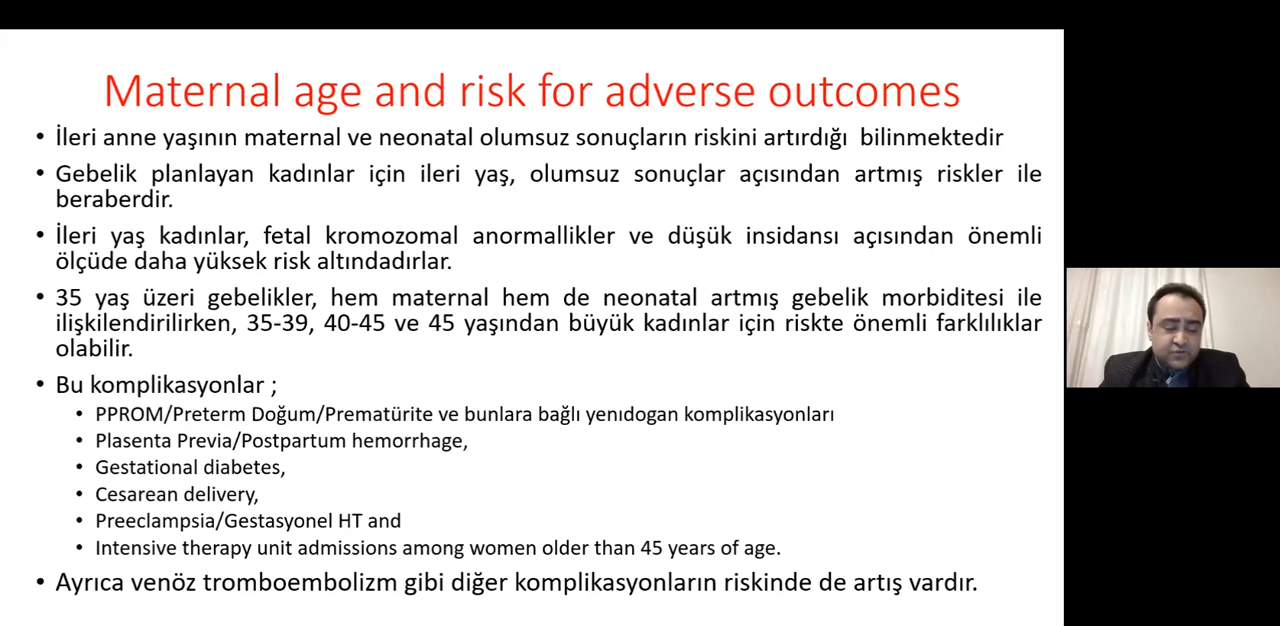 Maternal age and risk for adverse outcomes
• İleri anne yaşının maternal ve neonatal olumsuz sonuçların riskini artırdığı bilinmektedir
• Gebelik planlayan kadınlar için ileri yaş, olumsuz sonuçlar açısından artmış riskler ile
beraberdir.
• İleri yaş kadınlar, fetal kromozomal anormallikler ve düşük insidansı açısından önemli
ölçüde daha yüksek risk altındadırlar.
• 35 yaş üzeri gebelikler, hem maternal hem de neonatal artmış gebelik morbiditesi ile
ilişkilendirilirken, 35-39, 40-45 ve 45 yaşından büyük kadınlar için riskte önemli farklılıklar
olabilir.
• Bu komplikasyonlar ;
• PPROM/Preterm Doğum/Prematürite ve bunlara bağlı yenıdogan komplikasyonları
• Plasenta Previa/Postpartum hemorrhage,
• Gestational diabetes,
• Cesarean delivery,
• Preeclampsia/Gestasyonel HT and
• Intensive therapy unit admissions among women older than 45 years of age.
• Ayrıca venöz tromboembolizm gibi diğer komplikasyonların riskinde de artış vardır.